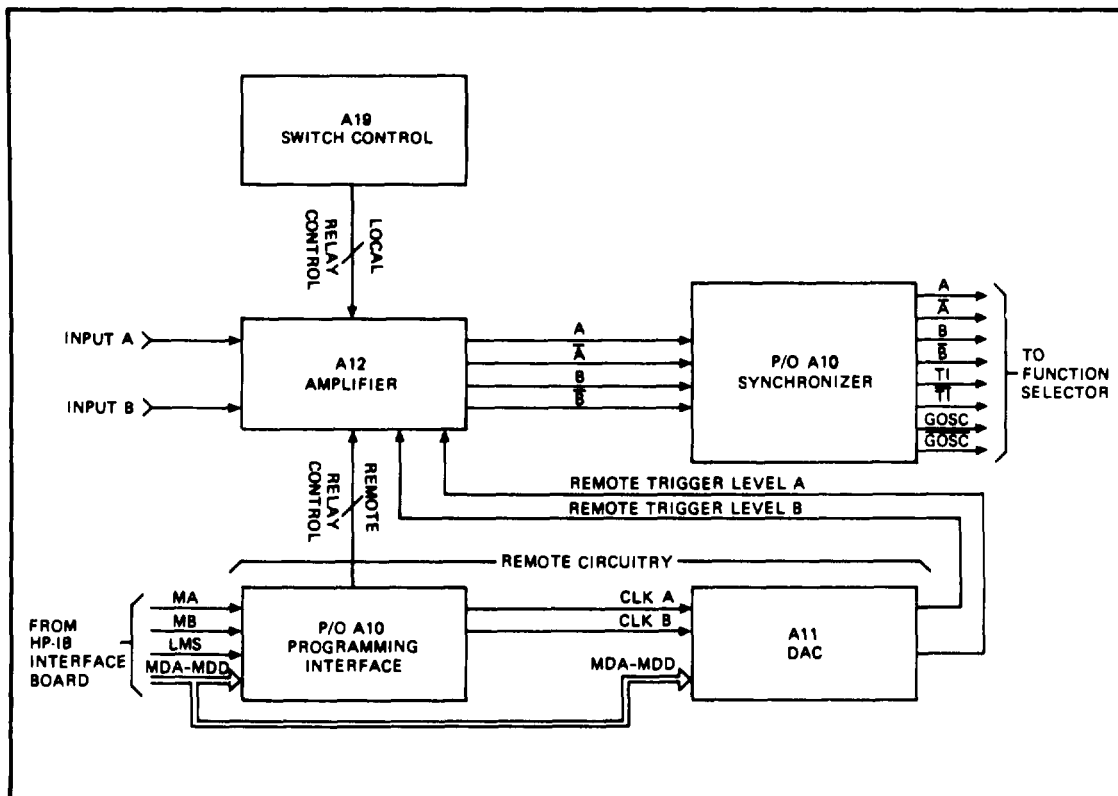 A19
SWITCH CONTROL
LOCAL
RELAY
CONTROL
INPUT A
INPUT B
A12
AMPLIFIER
A
A̅
B
B̅
P/O A10
SYNCHRONIZER
A
A̅
B
B̅
TI
T̅I̅
GOSC
G̅O̅S̅C̅
TO
FUNCTION
SELECTOR
REMOTE
RELAY
CONTROL
REMOTE TRIGGER LEVEL A
REMOTE TRIGGER LEVEL B
REMOTE CIRCUITRY
FROM
HP-IB
INTERFACE
BOARD
MA
MB
LMS
MDA-MDD
P/O A10
PROGRAMMING
INTERFACE
CLK A
CLK B
MDA-MDD
A11
DAC